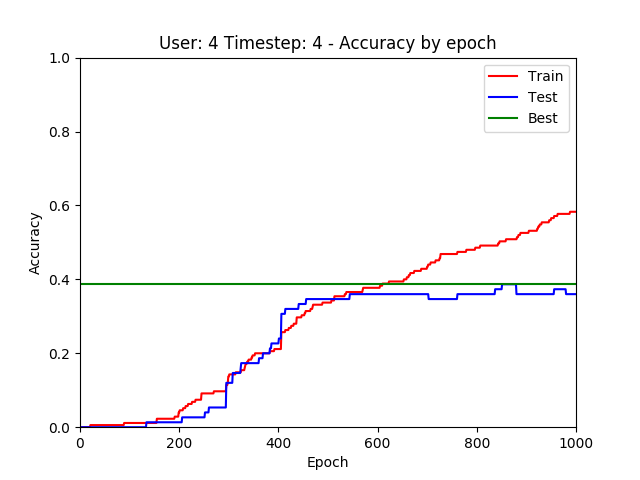 User: 4 Timestep: 4 - Accuracy by epoch
1.0
0.8
0.6
0.4
0.2
0.0
Accuracy
Train
Test
Best
0 200 400 600 800 1000
Epoch